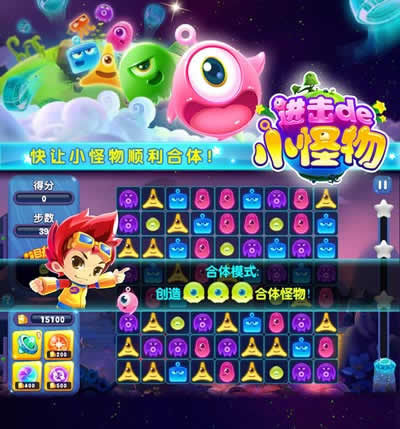 进击de
小怪物
快让小怪物顺利合体！
得分
0
步数
39
合体模式:
创造 合体怪物！
15100
200
400
500